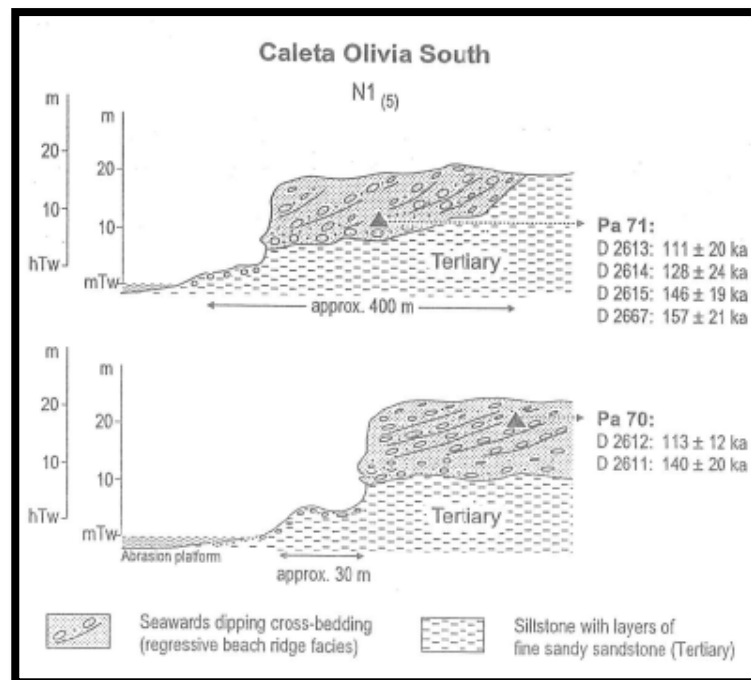 Caleta Olivia South
N1 (5)
m
20
10
hTw
m
20
10
mTw
Tertiary
approx. 400 m
Pa 71:
D 2613: 111 ± 20 ka
D 2614: 128 ± 24 ka
D 2615: 146 ± 19 ka
D 2667: 157 ± 21 ka
m
20
10
hTw
m
20
10
mTw
Abrasion platform
Tertiary
approx. 30 m
Pa 70:
D 2612: 113 ± 12 ka
D 2611: 140 ± 20 ka
Seawards dipping cross-bedding
(regressive beach ridge facies)
Siltstone with layers of
fine sandy sandstone (Tertiary)